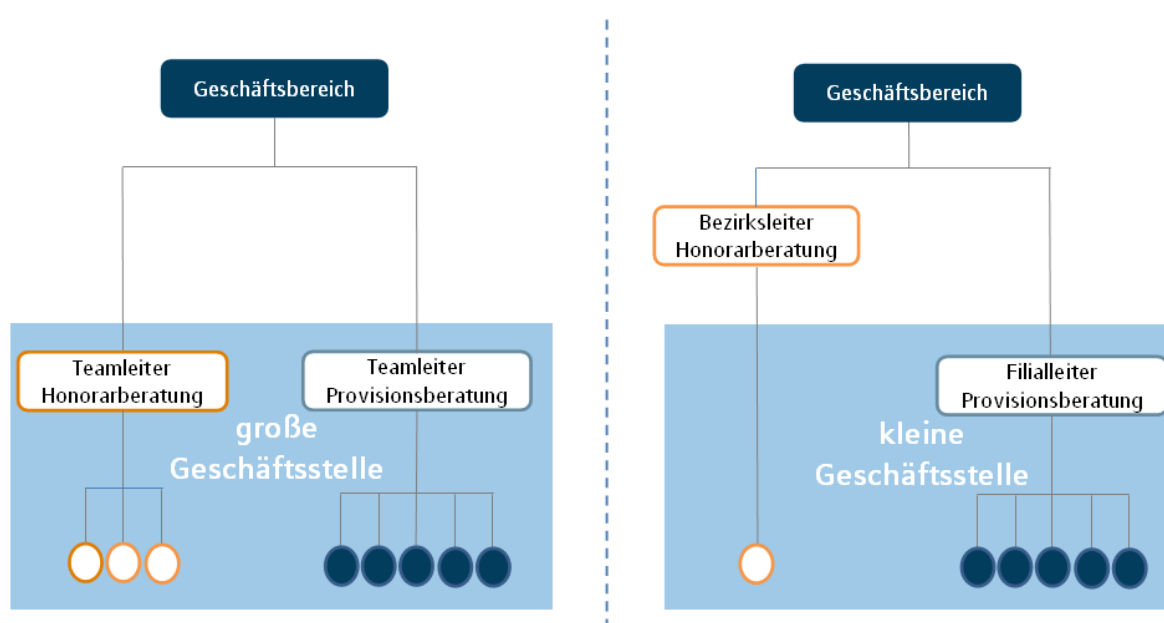 Geschäftsbereich
Teamleiter
Honorarberatung
Teamleiter
Provisionsberatung
große
Geschäftsstelle
Geschäftsbereich
Bezirksleiter
Honorarberatung
Filialleiter
Provisionsberatung
kleine
Geschäftsstelle